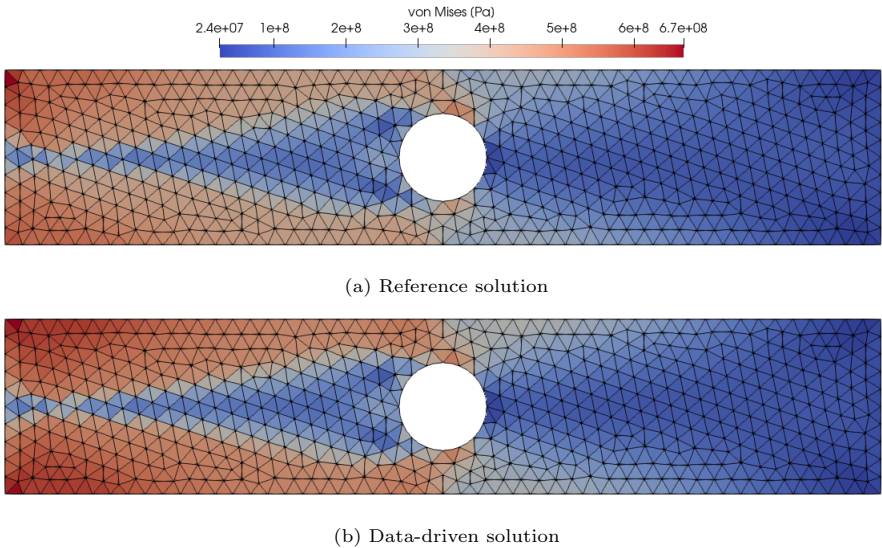 von Mises [Pa]
2.4e+07 1e+8 2e+8 3e+8 4e+8 5e+8 6e+8 6.7e+08
(a) Reference solution
(b) Data-driven solution